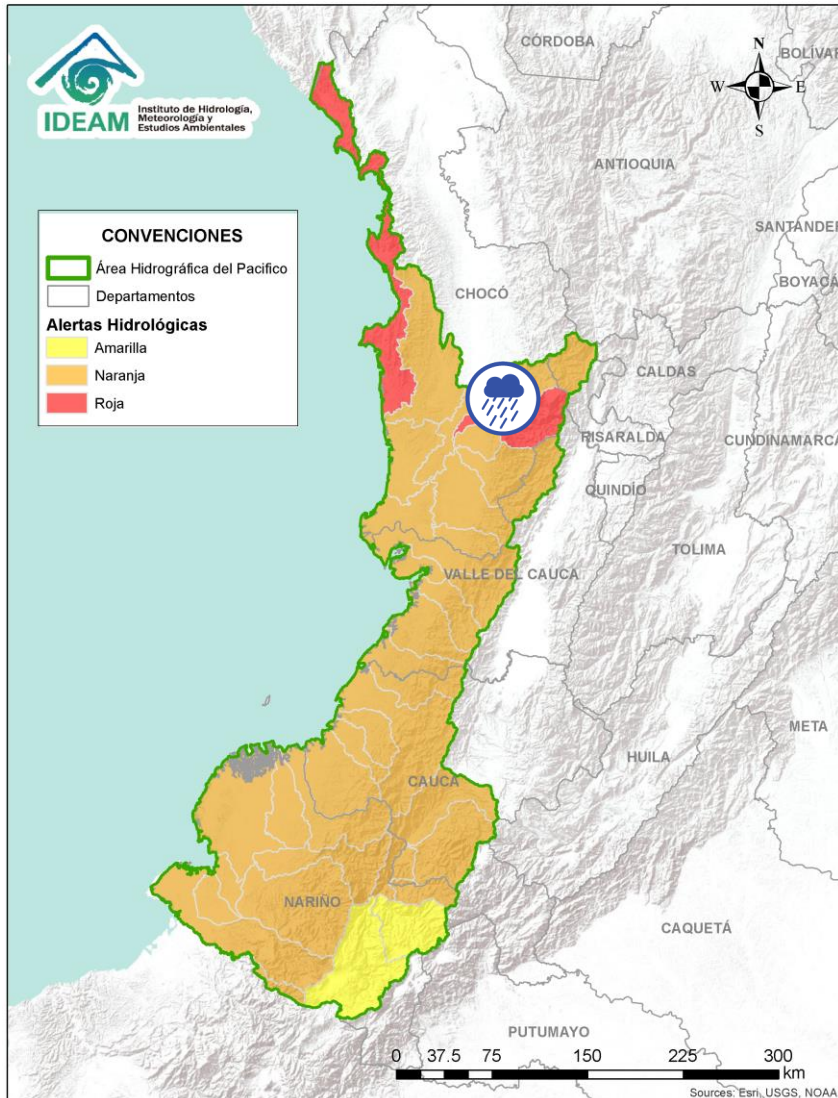 IDEAM
Instituto de Hidrología,
Meteorología y
Estudios Ambientales
N
W E
S
CÓRDOBA
BOLÍVAR
ANTIOQUIA
SANTANDER
BOYACÁ
CONVENCIONES
Área Hidrográfica del Pacifico
Departamentos
Alertas Hidrológicas
Amarilla
Naranja
Roja
CHOCÓ
CALDAS
RISARALDA
CUNDINAMARCA
QUINDÍO
TOLIMA
VALLE DEL CAUCA
META
HUILA
CAUCA
NARIÑO
CAQUETÁ
PUTUMAYO
0 37.5 75 150 225 300
km
Sources: Esri, USGS, NOAA